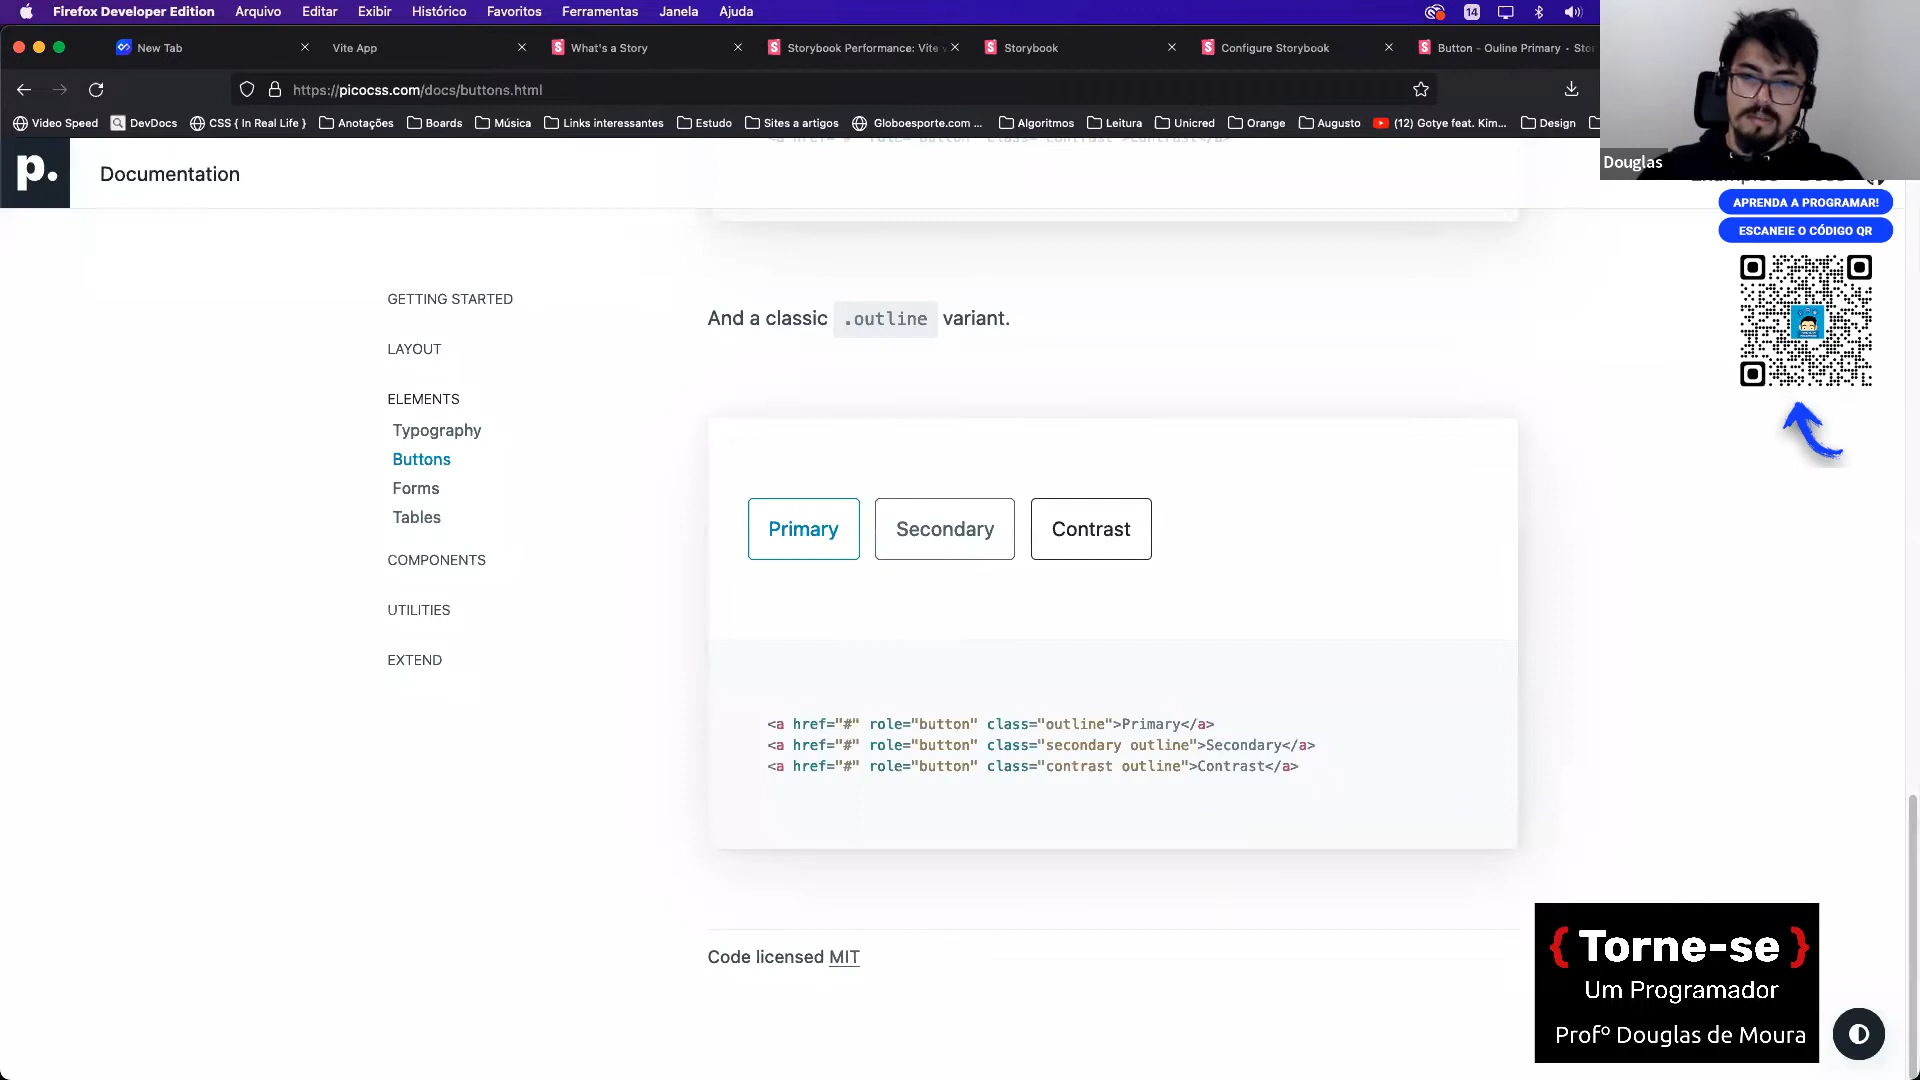 Firefox Developer Edition Arquivo Editar Exibir Histórico Favoritos Ferramentas Janela Ajuda 14
New Tab Vite App What's a Story Storybook Performance: Vite Storybook Configure Storybook Button - Ouline Primary
https://picocss.com/docs/buttons.html
Video Speed DevDocs CSS { In Real Life } Anotações Boards Música Links interessantes Estudo Sites a artigos Globoesporte.com ... Algoritmos Leitura Unicred Orange Augusto (12) Gotye feat. Kim... Design
Douglas
p. Documentation
APRENDA A PROGRAMAR!
ESCANEIE O CÓDIGO QR
GETTING STARTED
LAYOUT
ELEMENTS
Typography
Buttons
Forms
Tables
COMPONENTS
UTILITIES
EXTEND
And a classic .outline variant.
Primary Secondary Contrast
<a href="#" role="button" class="outline">Primary</a>
<a href="#" role="button" class="secondary outline">Secondary</a>
<a href="#" role="button" class="contrast outline">Contrast</a>
Code licensed MIT
{ Torne-se }
Um Programador
Profº Douglas de Moura